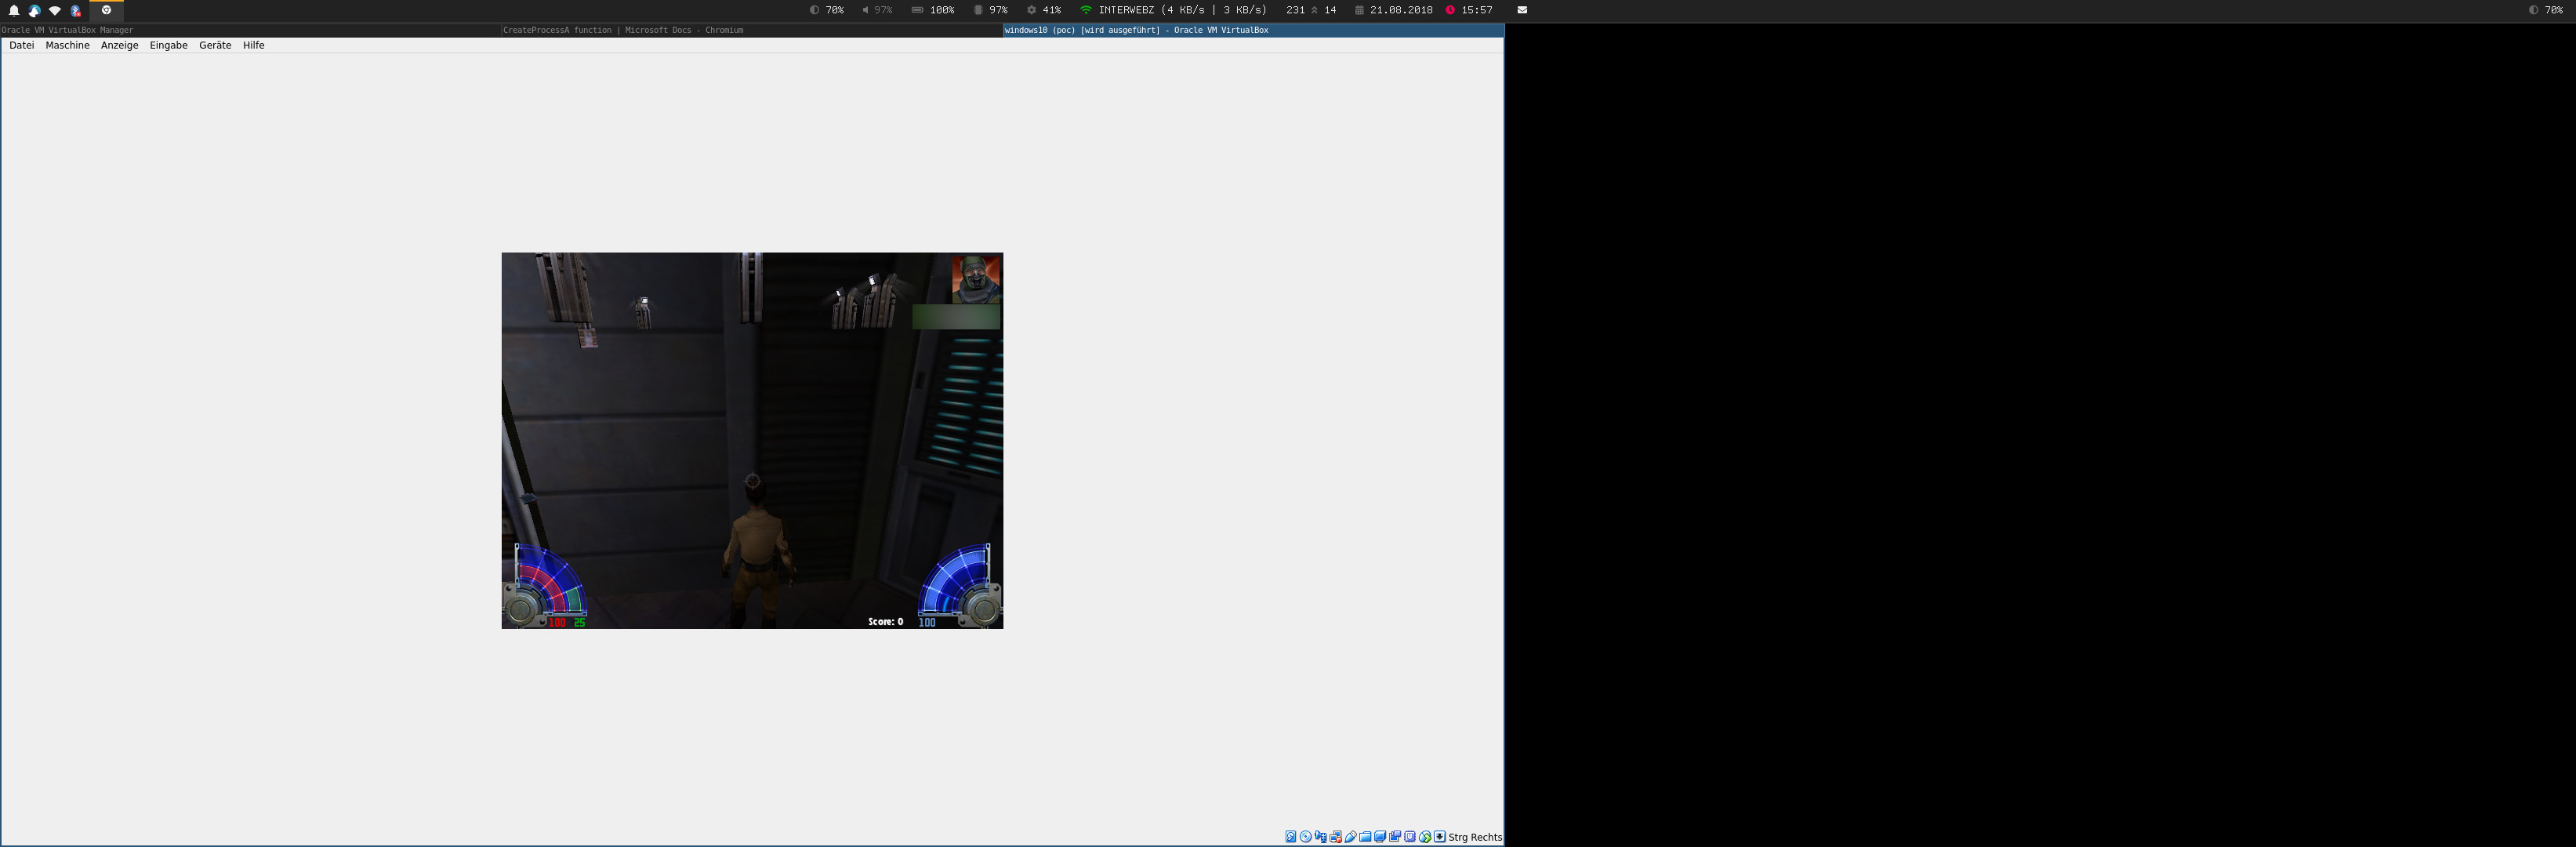 70% 97% 100% 97% 41% INTERWEBZ (4 KB/s | 3 KB/s) 231 14 21.08.2018 15:57 70%
Oracle VM VirtualBox Manager CreateProcessA function | Microsoft Docs - Chromium windows10 (poc) [wird ausgeführt] - Oracle VM VirtualBox
Datei Maschine Anzeige Eingabe Geräte Hilfe
100 25 Score: 0 100
Strg Rechts